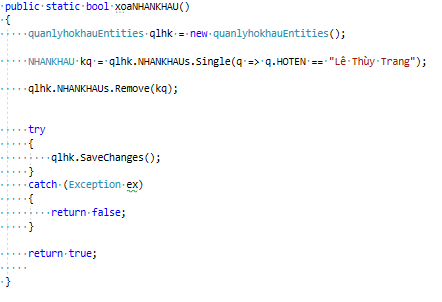 public static bool xoaNHANKHAU()
{
quanlyhokhauEntities qlhk = new quanlyhokhauEntities();
NHANKHAU kq = qlhk.NHANKHAUs.Single(q => q.HOTEN == "Lê Thùy Trang");
qlhk.NHANKHAUs.Remove(kq);
try
{
qlhk.SaveChanges();
}
catch (Exception ex)
{
return false;
}
return true;
}